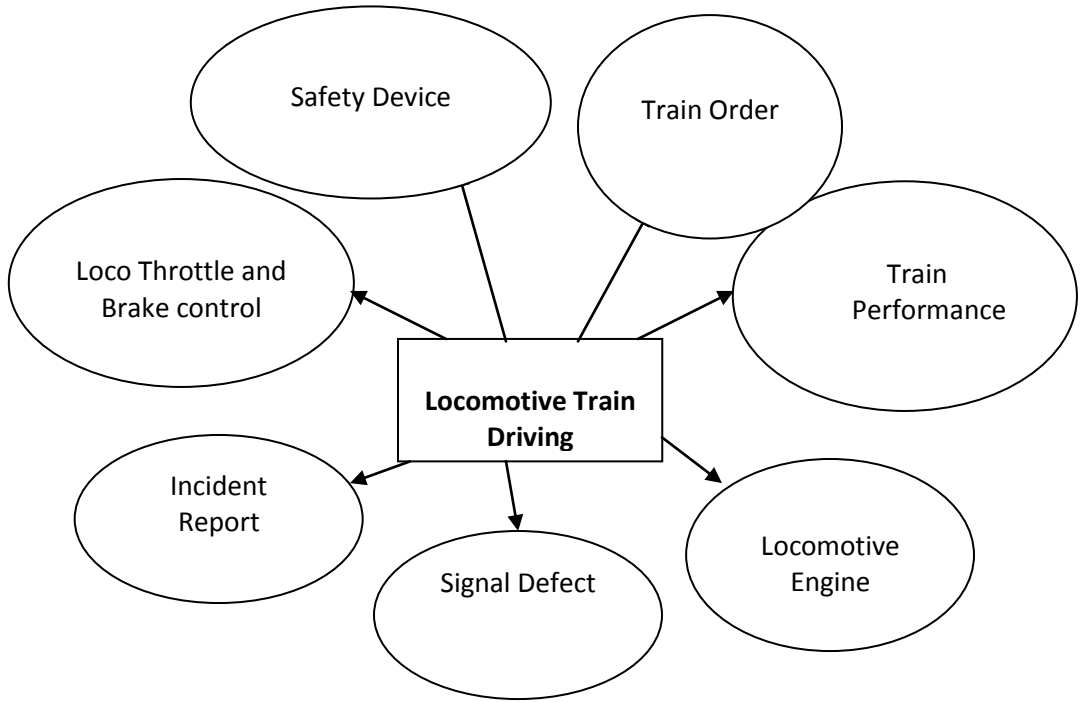 Safety Device
Train Order
Loco Throttle and
Brake control
Train
Performance
Locomotive Train
Driving
Incident
Report
Signal Defect
Locomotive
Engine